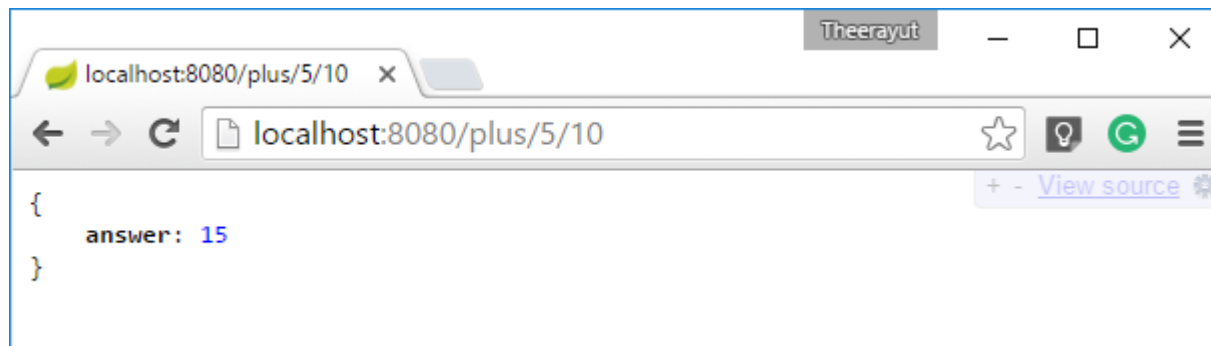 Theerayut
localhost:8080/plus/5/10
localhost:8080/plus/5/10
+ - View source
{
answer: 15
}